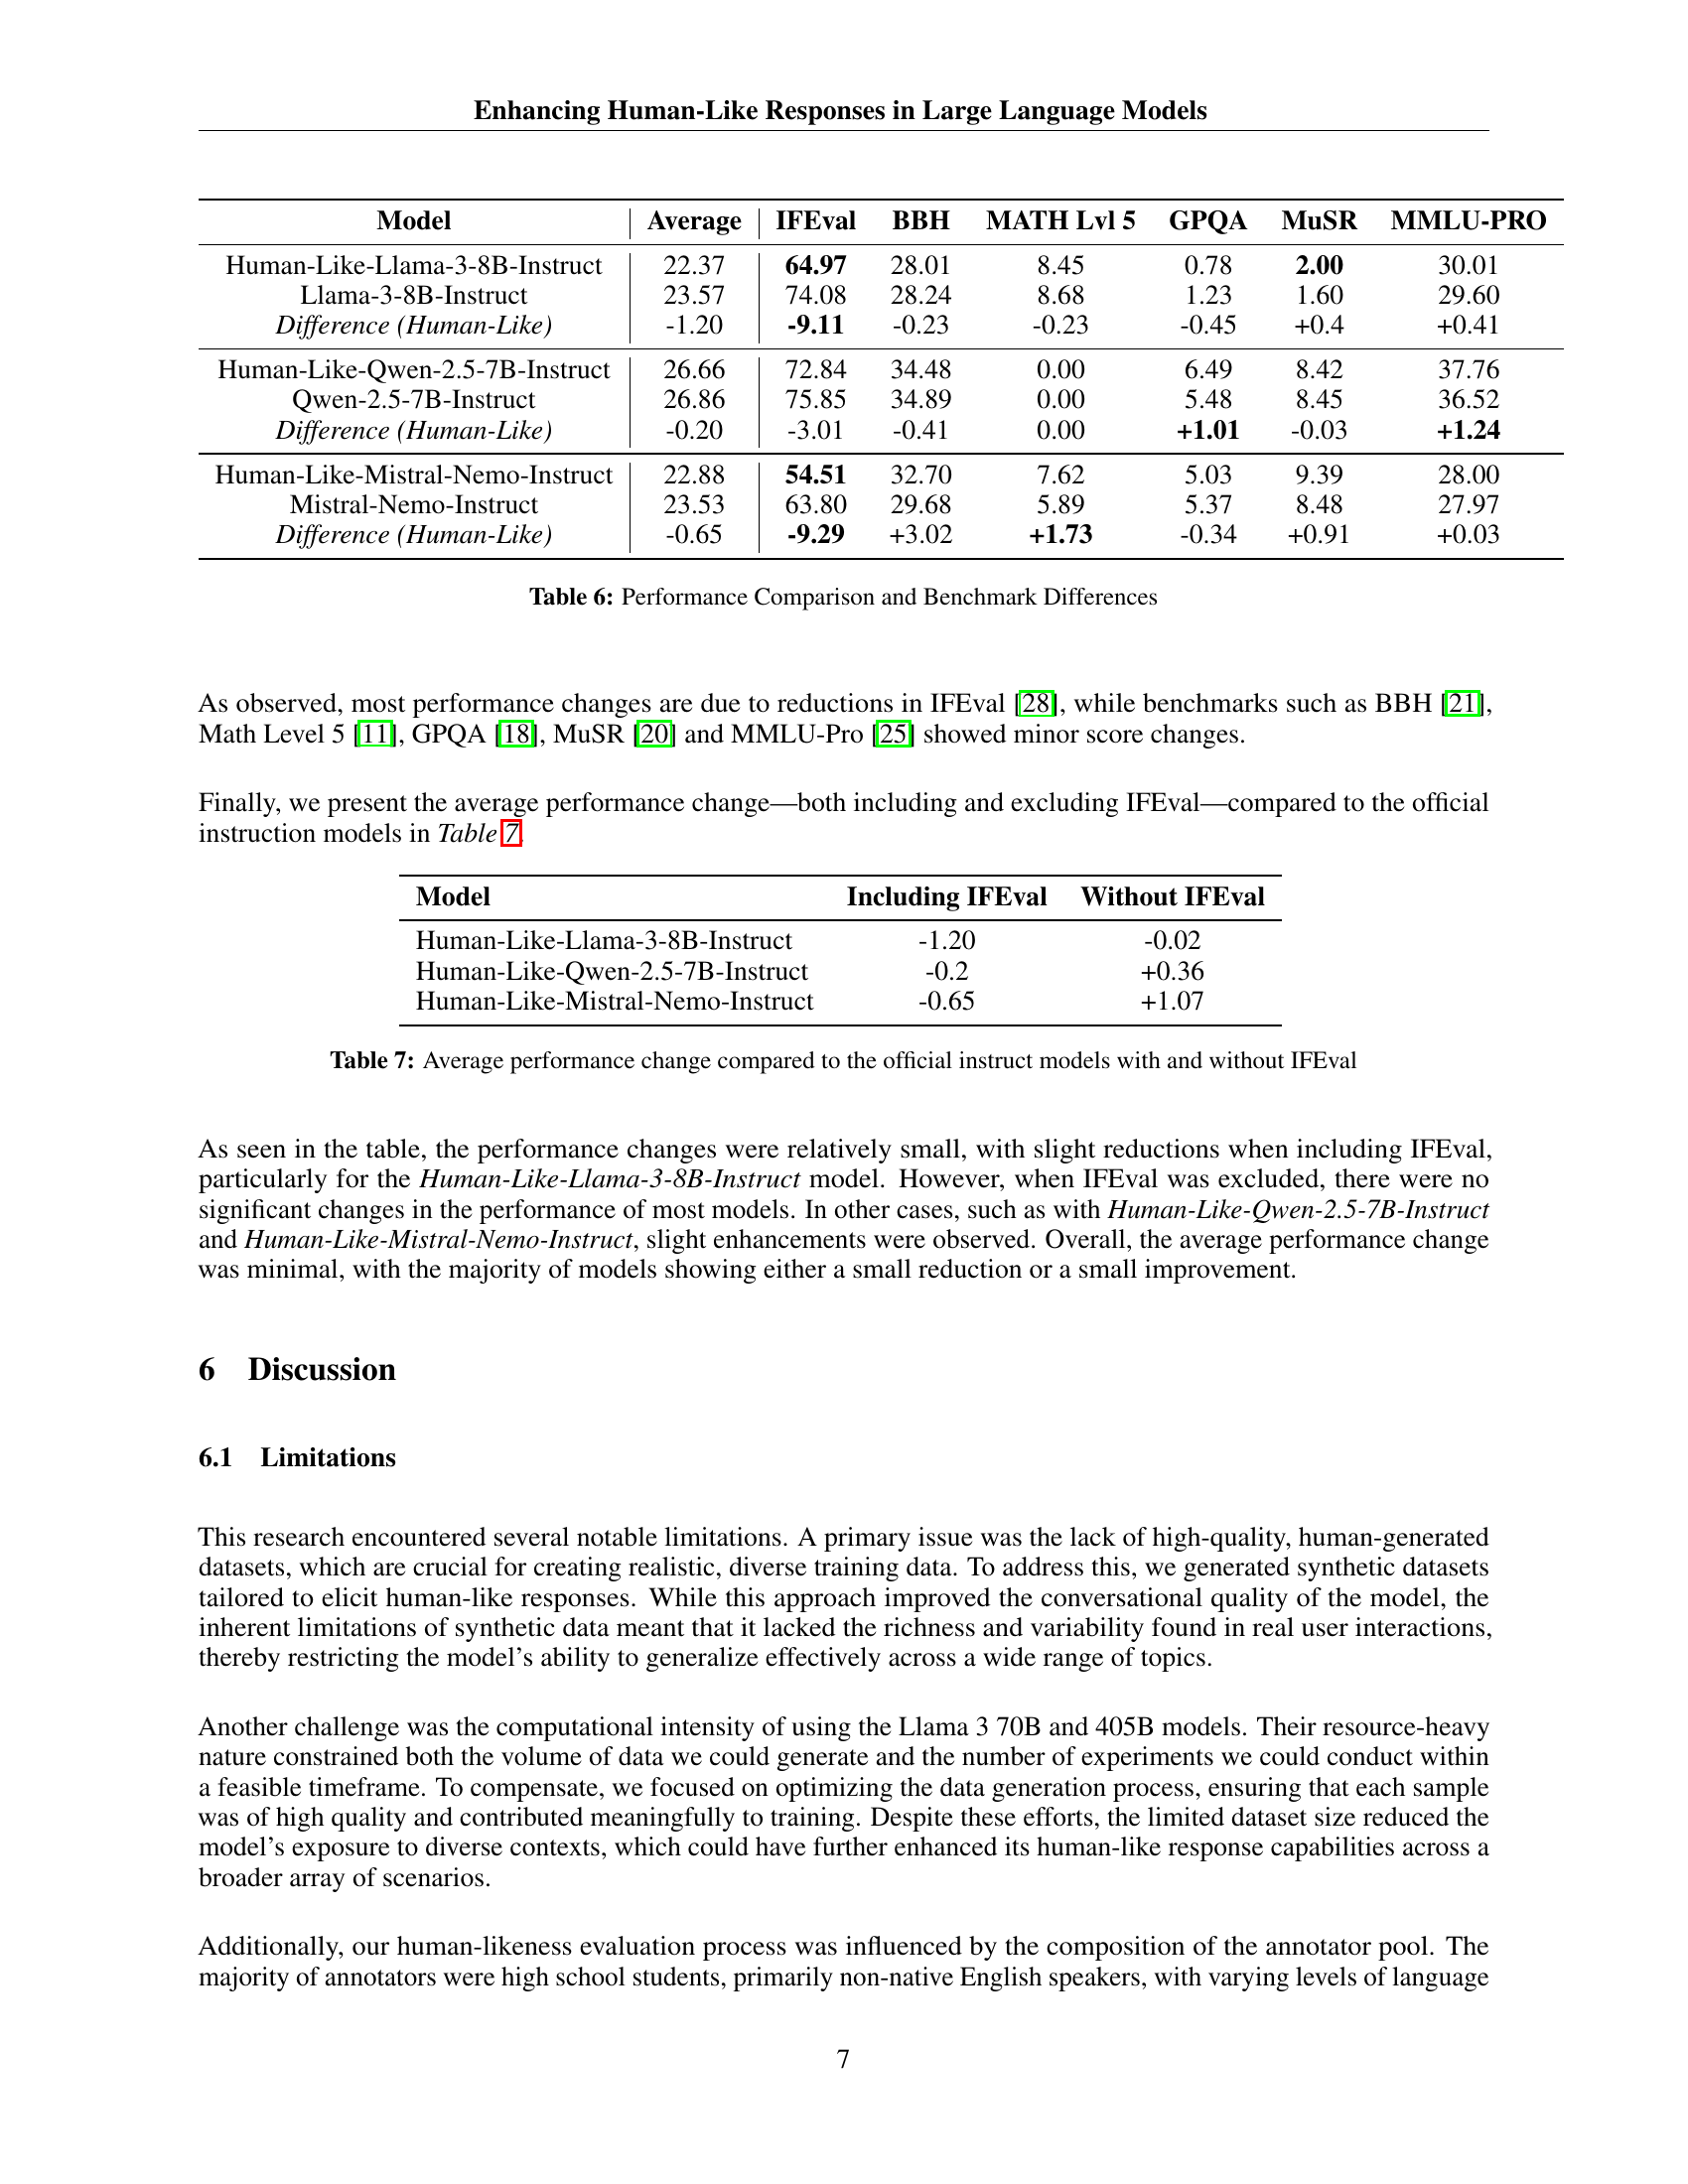 Enhancing Human-Like Responses in Large Language Models
Model Average IFEval BBH MATH Lvl 5 GPQA MuSR MMLU-PRO
Human-Like-Llama-3-8B-Instruct 22.37 64.97 28.01 8.45 0.78 2.00 30.01
Llama-3-8B-Instruct 23.57 74.08 28.24 8.68 1.23 1.60 29.60
Difference (Human-Like) -1.20 -9.11 -0.23 -0.23 -0.45 +0.4 +0.41
Human-Like-Qwen-2.5-7B-Instruct 26.66 72.84 34.48 0.00 6.49 8.42 37.76
Qwen-2.5-7B-Instruct 26.86 75.85 34.89 0.00 5.48 8.45 36.52
Difference (Human-Like) -0.20 -3.01 -0.41 0.00 +1.01 -0.03 +1.24
Human-Like-Mistral-Nemo-Instruct 22.88 54.51 32.70 7.62 5.03 9.39 28.00
Mistral-Nemo-Instruct 23.53 63.80 29.68 5.89 5.37 8.48 27.97
Difference (Human-Like) -0.65 -9.29 +3.02 +1.73 -0.34 +0.91 +0.03
Table 6: Performance Comparison and Benchmark Differences
As observed, most performance changes are due to reductions in IFEval [28], while benchmarks such as BBH [21],
Math Level 5 [11], GPQA [18], MuSR [20] and MMLU-Pro [25] showed minor score changes.
Finally, we present the average performance change—both including and excluding IFEval—compared to the official
instruction models in Table 7.
Model Including IFEval Without IFEval
Human-Like-Llama-3-8B-Instruct -1.20 -0.02
Human-Like-Qwen-2.5-7B-Instruct -0.2 +0.36
Human-Like-Mistral-Nemo-Instruct -0.65 +1.07
Table 7: Average performance change compared to the official instruct models with and without IFEval
As seen in the table, the performance changes were relatively small, with slight reductions when including IFEval,
particularly for the Human-Like-Llama-3-8B-Instruct model. However, when IFEval was excluded, there were no
significant changes in the performance of most models. In other cases, such as with Human-Like-Qwen-2.5-7B-Instruct
and Human-Like-Mistral-Nemo-Instruct, slight enhancements were observed. Overall, the average performance change
was minimal, with the majority of models showing either a small reduction or a small improvement.
6 Discussion
6.1 Limitations
This research encountered several notable limitations. A primary issue was the lack of high-quality, human-generated
datasets, which are crucial for creating realistic, diverse training data. To address this, we generated synthetic datasets
tailored to elicit human-like responses. While this approach improved the conversational quality of the model, the
inherent limitations of synthetic data meant that it lacked the richness and variability found in real user interactions,
thereby restricting the model's ability to generalize effectively across a wide range of topics.
Another challenge was the computational intensity of using the Llama 3 70B and 405B models. Their resource-heavy
nature constrained both the volume of data we could generate and the number of experiments we could conduct within
a feasible timeframe. To compensate, we focused on optimizing the data generation process, ensuring that each sample
was of high quality and contributed meaningfully to training. Despite these efforts, the limited dataset size reduced the
model's exposure to diverse contexts, which could have further enhanced its human-like response capabilities across a
broader array of scenarios.
Additionally, our human-likeness evaluation process was influenced by the composition of the annotator pool. The
majority of annotators were high school students, primarily non-native English speakers, with varying levels of language
7